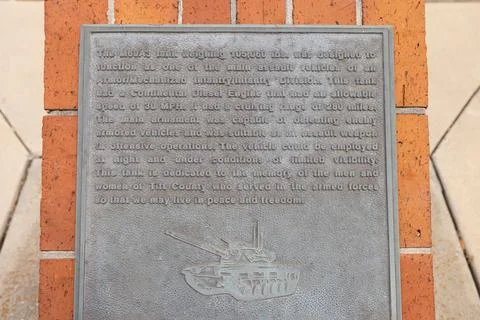 The M60A3 tank weighing 105,000 lbs. was designed to
function as one of the main assault vehicles of an
Armor/Mechanized Infantry/Infantry Division. This tank
had a Continental Diesel Engine that had an allowable
speed of 30 MPH. It had a cruising range of 280 miles.
The main armament was capable of defeating enemy
armored vehicles and was suitable as an assault weapon
in offensive operations. The vehicle could be employed
at night and under conditions of limited visibility.
This tank is dedicated to the memory of the men and
women of Tift County who served in the armed forces
so that we may live in peace and freedom.